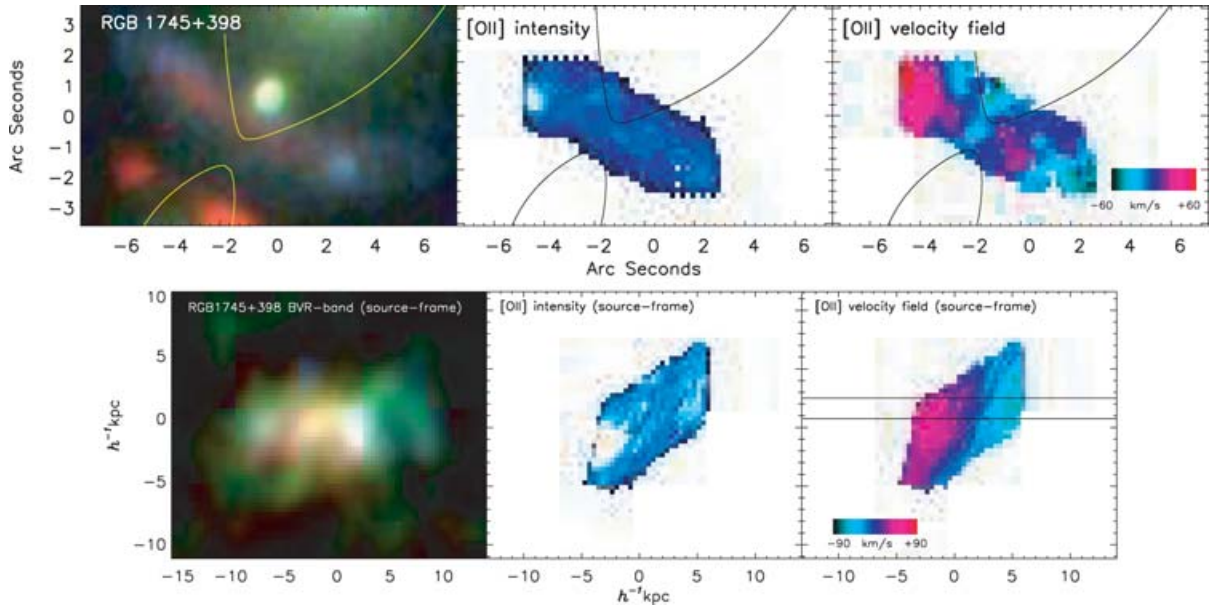 RGB 1745+398
[OII] intensity
[OII] velocity field
Arc Seconds
3
2
1
0
-1
-2
-3
-60 km/s +60
-6 -4 -2 0 2 4 6
-6 -4 -2 0 2 4 6
-6 -4 -2 0 2 4 6
Arc Seconds
RGB1745+398 BVR-band (source-frame)
[OII] intensity (source-frame)
[OII] velocity field (source-frame)
h⁻¹kpc
10
5
0
-5
-10
-90 km/s +90
-15 -10 -5 0 5 10
-10 -5 0 5 10
-10 -5 0 5 10
h⁻¹kpc